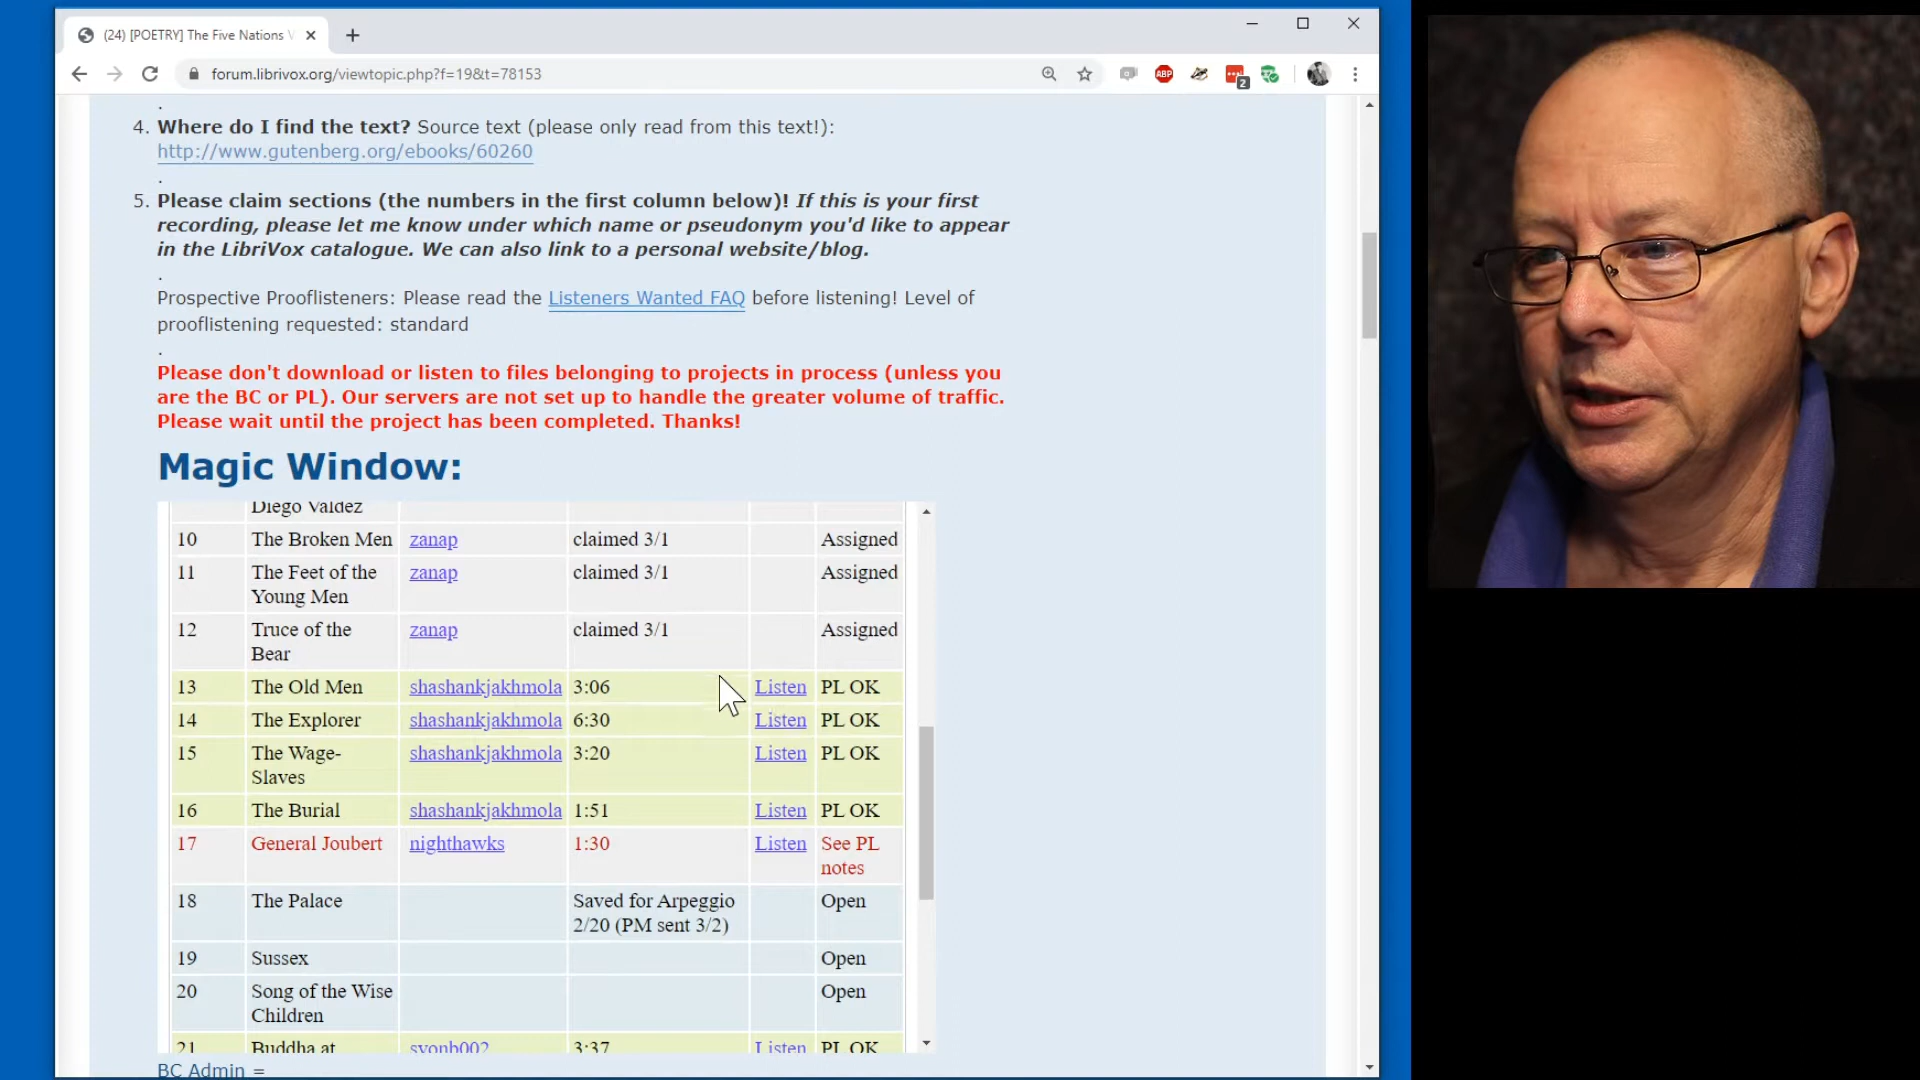 (24) [POETRY] The Five Nations
forum.librivox.org/viewtopic.php?f=19&t=78153
ABP
2
.
4. Where do I find the text? Source text (please only read from this text!):
http://www.gutenberg.org/ebooks/60260
.
5. Please claim sections (the numbers in the first column below)! If this is your first
recording, please let me know under which name or pseudonym you'd like to appear
in the LibriVox catalogue. We can also link to a personal website/blog.
.
Prospective Prooflisteners: Please read the Listeners Wanted FAQ before listening! Level of
prooflistening requested: standard
.
Please don't download or listen to files belonging to projects in process (unless you
are the BC or PL). Our servers are not set up to handle the greater volume of traffic.
Please wait until the project has been completed. Thanks!
Magic Window:
Diego Valdez
10 The Broken Men zanap claimed 3/1 Assigned
11 The Feet of the zanap claimed 3/1 Assigned
Young Men
12 Truce of the zanap claimed 3/1 Assigned
Bear
13 The Old Men shashankjakhmola 3:06 Listen PL OK
14 The Explorer shashankjakhmola 6:30 Listen PL OK
15 The Wage- shashankjakhmola 3:20 Listen PL OK
Slaves
16 The Burial shashankjakhmola 1:51 Listen PL OK
17 General Joubert nighthawks 1:30 Listen See PL
notes
18 The Palace Saved for Arpeggio Open
2/20 (PM sent 3/2)
19 Sussex Open
20 Song of the Wise Open
Children
21 Buddha at svonb002 3:37 Listen PL OK
BC Admin =